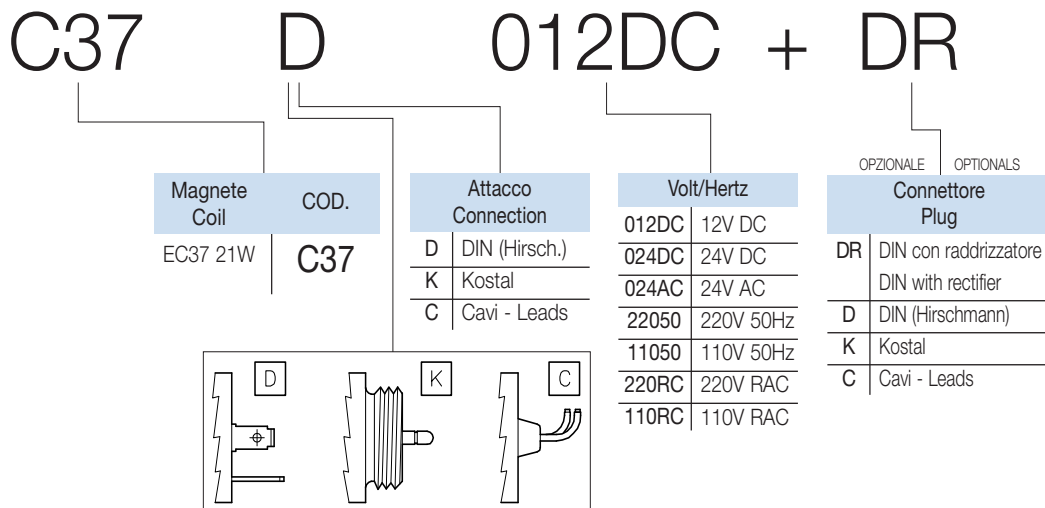 C37 D 012DC + DR
OPZIONALE OPTIONALS
Magnete
Coil
COD.
EC37 21W C37
Attacco
Connection
D DIN (Hirsch.)
K Kostal
C Cavi - Leads
Volt/Hertz
012DC 12V DC
024DC 24V DC
024AC 24V AC
22050 220V 50Hz
11050 110V 50Hz
220RC 220V RAC
110RC 110V RAC
Connettore
Plug
DR DIN con raddrizzatore
DIN with rectifier
D DIN (Hirschmann)
K Kostal
C Cavi - Leads
D K C